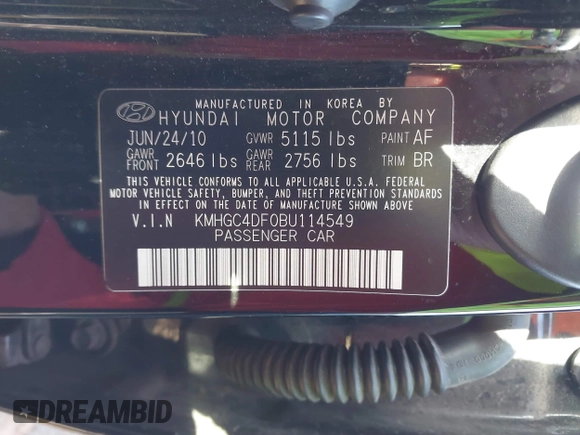 MANUFACTURED IN KOREA BY
HYUNDAI MOTOR COMPANY
JUN/24/10 GVWR 5115 lbs PAINT AF
GAWR FRONT 2646 lbs GAWR REAR 2756 lbs TRIM BR
THIS VEHICLE CONFORMS TO ALL APPLICABLE U.S.A. FEDERAL
MOTOR VEHICLE SAFETY, BUMPER, AND THEFT PREVENTION STANDARDS
IN EFFECT ON THE DATE OF MANUFACTURE SHOWN ABOVE.
V.I.N KMHGC4DF0BU114549
PASSENGER CAR
DREAMBID